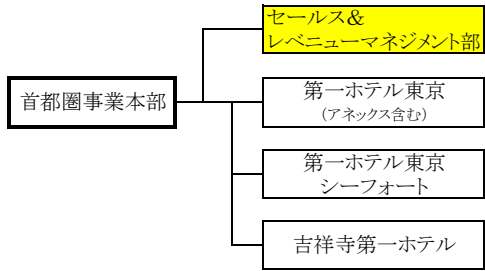 セールス&
レベニューマネジメント部
首都圏事業本部
第一ホテル東京
(アネックス含む)
第一ホテル東京
シーフォート
吉祥寺第一ホテル